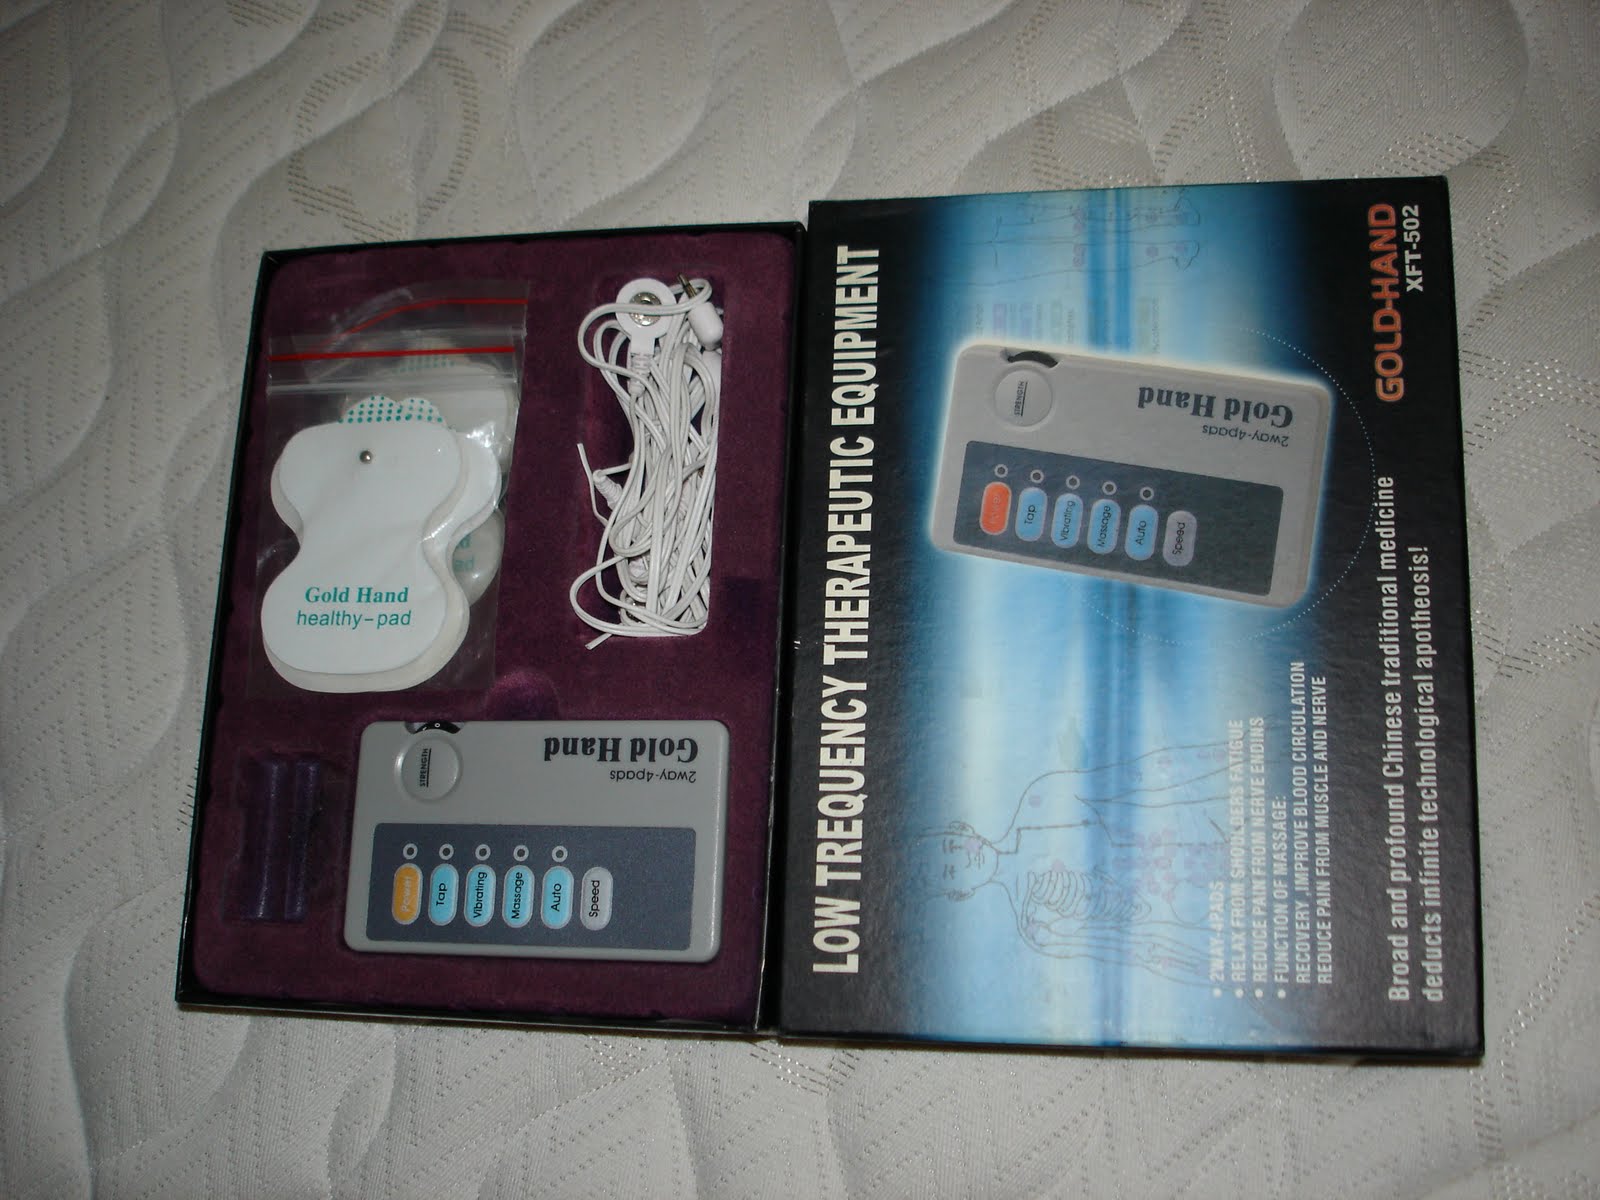 Gold Hand
healthy-pad
STRENGTH
Gold Hand
2way-4pads
Power
Tap
Vibrating
Massage
Auto
Speed
LOW TREQUENCY THERAPEUTIC EQUIPMENT
GOLD-HAND
XFT-502
STRENGTH
Gold Hand
2way-4pads
Power
Tap
Vibrating
Massage
Auto
Speed
• 2WAY-4PADS
• RELAX FROM SHOULDERS FATIGUE
• REDUCE PAIN FROM NERVE ENDINS
• FUNCTION OF MASSAGE:
RECOVERY ,IMPROVE BLOOD CIRCULATION
REDUCE PAIN FROM MUSCLE AND NERVE
Broad and profound Chinese traditional medicine
deducts infinite technological apotheosis!